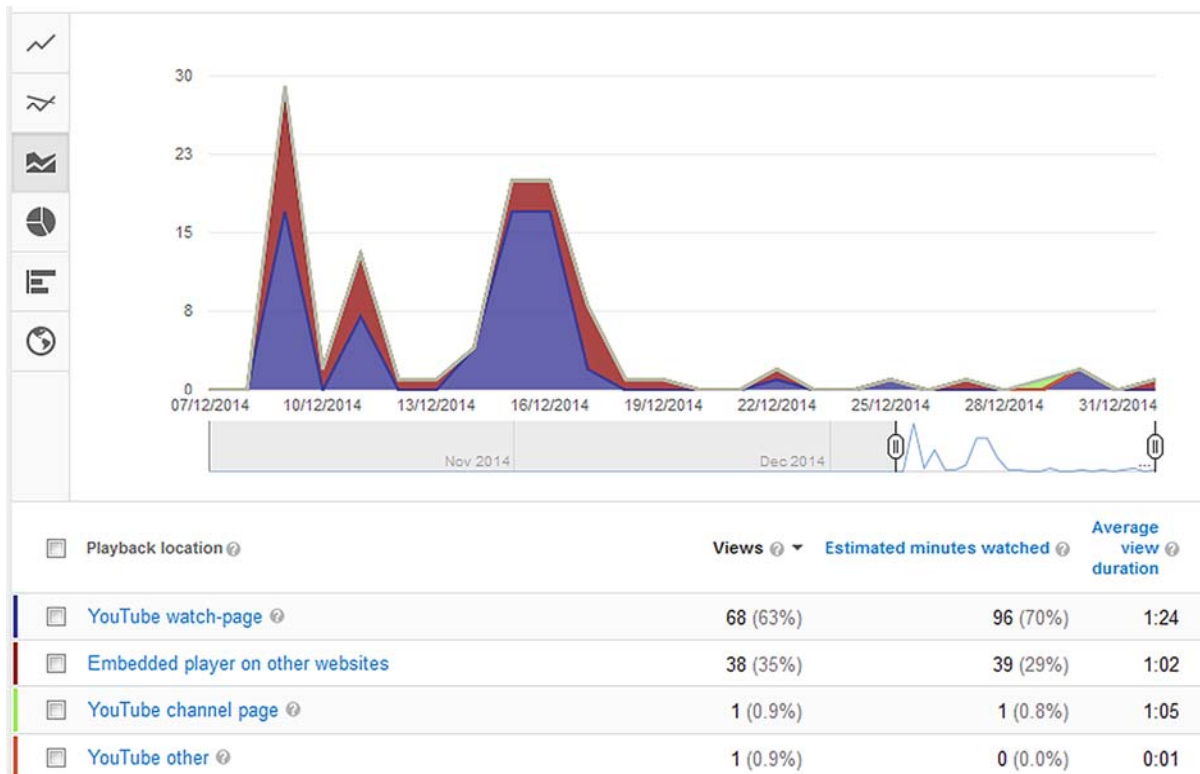 30
23
15
8
0
07/12/2014 10/12/2014 13/12/2014 16/12/2014 19/12/2014 22/12/2014 25/12/2014 28/12/2014 31/12/2014
Nov 2014 Dec 2014 ...
Playback location ? Views ? Estimated minutes watched ? Average view ? duration
YouTube watch-page ? 68 (63%) 96 (70%) 1:24
Embedded player on other websites 38 (35%) 39 (29%) 1:02
YouTube channel page ? 1 (0.9%) 1 (0.8%) 1:05
YouTube other ? 1 (0.9%) 0 (0.0%) 0:01